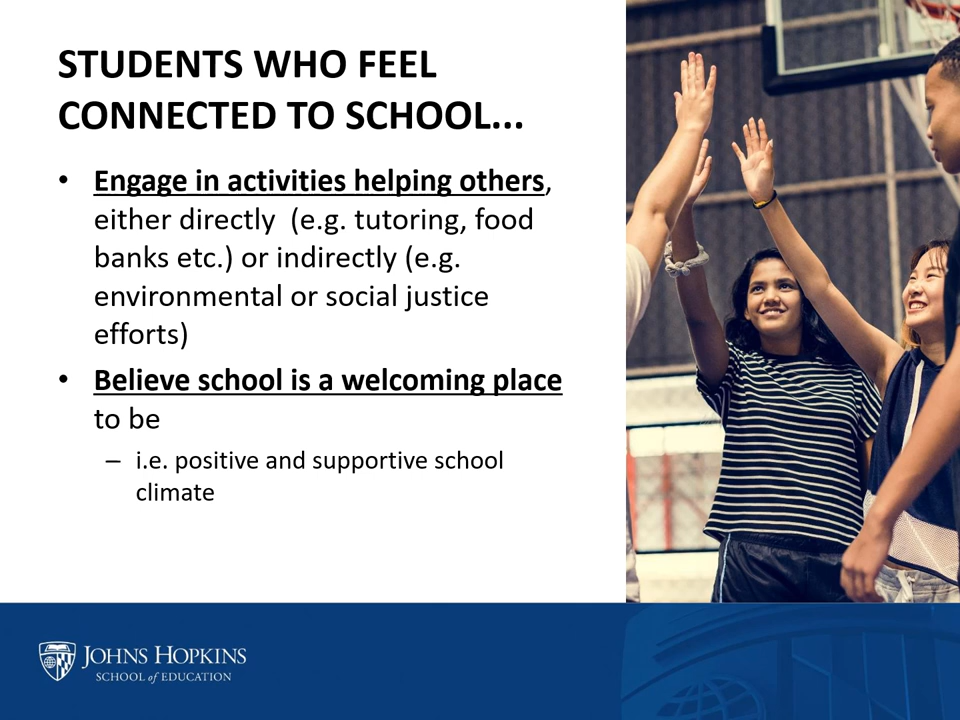 STUDENTS WHO FEEL
CONNECTED TO SCHOOL...
• Engage in activities helping others,
either directly  (e.g. tutoring, food
banks etc.) or indirectly (e.g.
environmental or social justice
efforts)
• Believe school is a welcoming place
to be
– i.e. positive and supportive school
climate
JOHNS HOPKINS
SCHOOL of EDUCATION